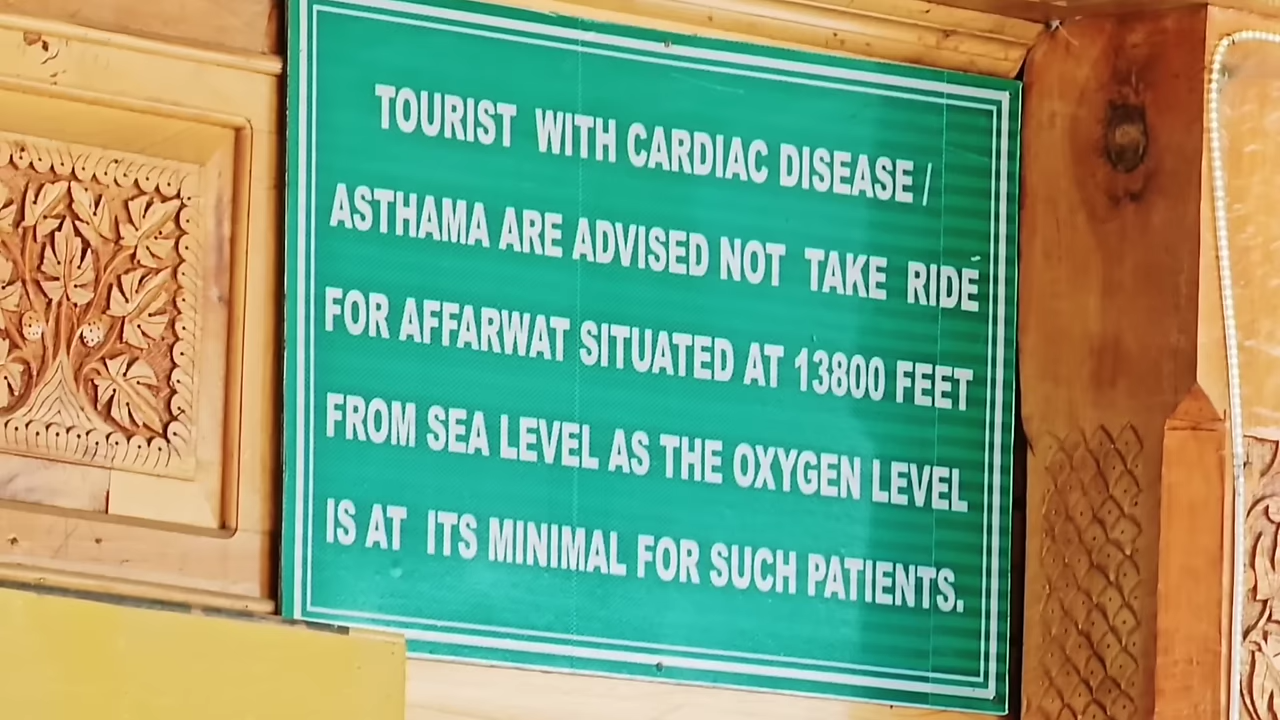 TOURIST WITH CARDIAC DISEASE /
ASTHAMA ARE ADVISED NOT TAKE RIDE
FOR AFFARWAT SITUATED AT 13800 FEET
FROM SEA LEVEL AS THE OXYGEN LEVEL
IS AT ITS MINIMAL FOR SUCH PATIENTS.